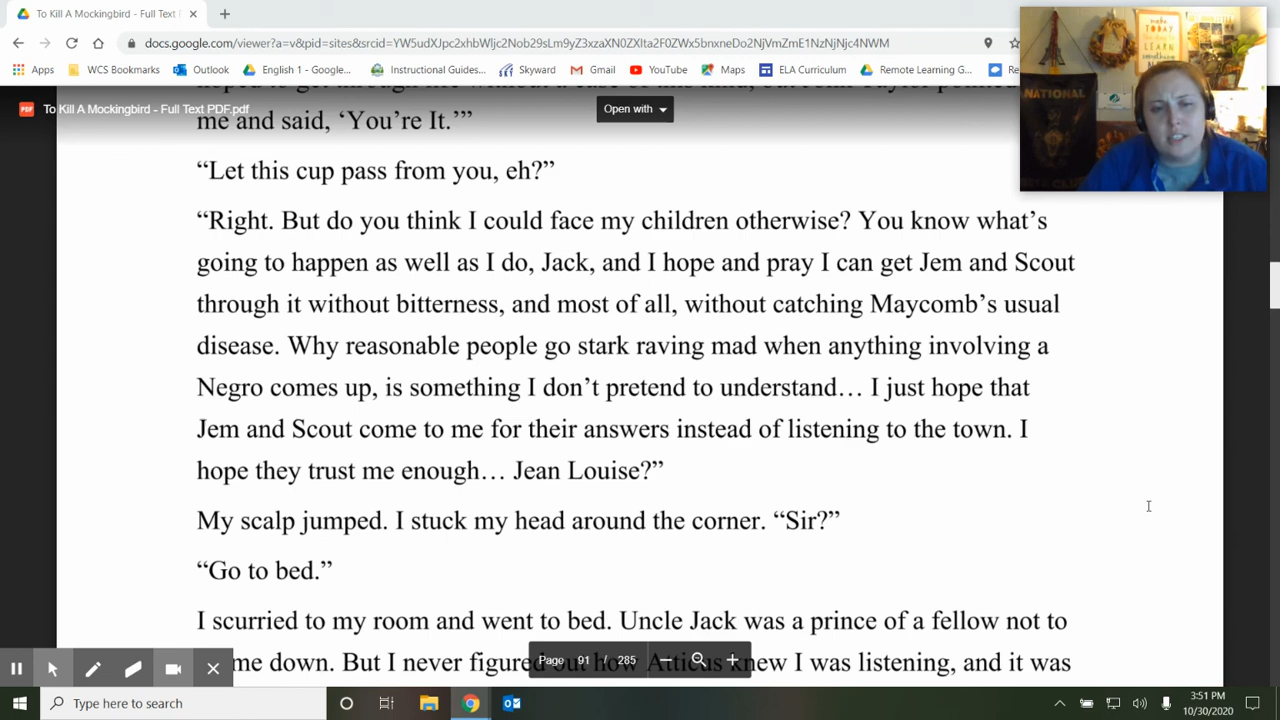 To Kill A Mockingbird - Full Text
docs.google.com/viewer?a=v&pid=sites&srcid=
Apps WCS Bookmarks Outlook English 1 - Google... Instructional Guides... Skyward Gmail YouTube Maps ELA Curriculum Remote Learning G...
To Kill A Mockingbird - Full Text PDF.pdf
Open with
me and said, ‘You’re It.’”
“Let this cup pass from you, eh?”
“Right. But do you think I could face my children otherwise? You know what’s
going to happen as well as I do, Jack, and I hope and pray I can get Jem and Scout
through it without bitterness, and most of all, without catching Maycomb’s usual
disease. Why reasonable people go stark raving mad when anything involving a
Negro comes up, is something I don’t pretend to understand… I just hope that
Jem and Scout come to me for their answers instead of listening to the town. I
hope they trust me enough… Jean Louise?”
My scalp jumped. I stuck my head around the corner. “Sir?”
“Go to bed.”
I scurried to my room and went to bed. Uncle Jack was a prince of a fellow not to
me down. But I never figured out how Atticus knew I was listening, and it was
Page 91 / 285
Type here to search
3:51 PM
10/30/2020
NATIONAL
make
TODAY
LEARN